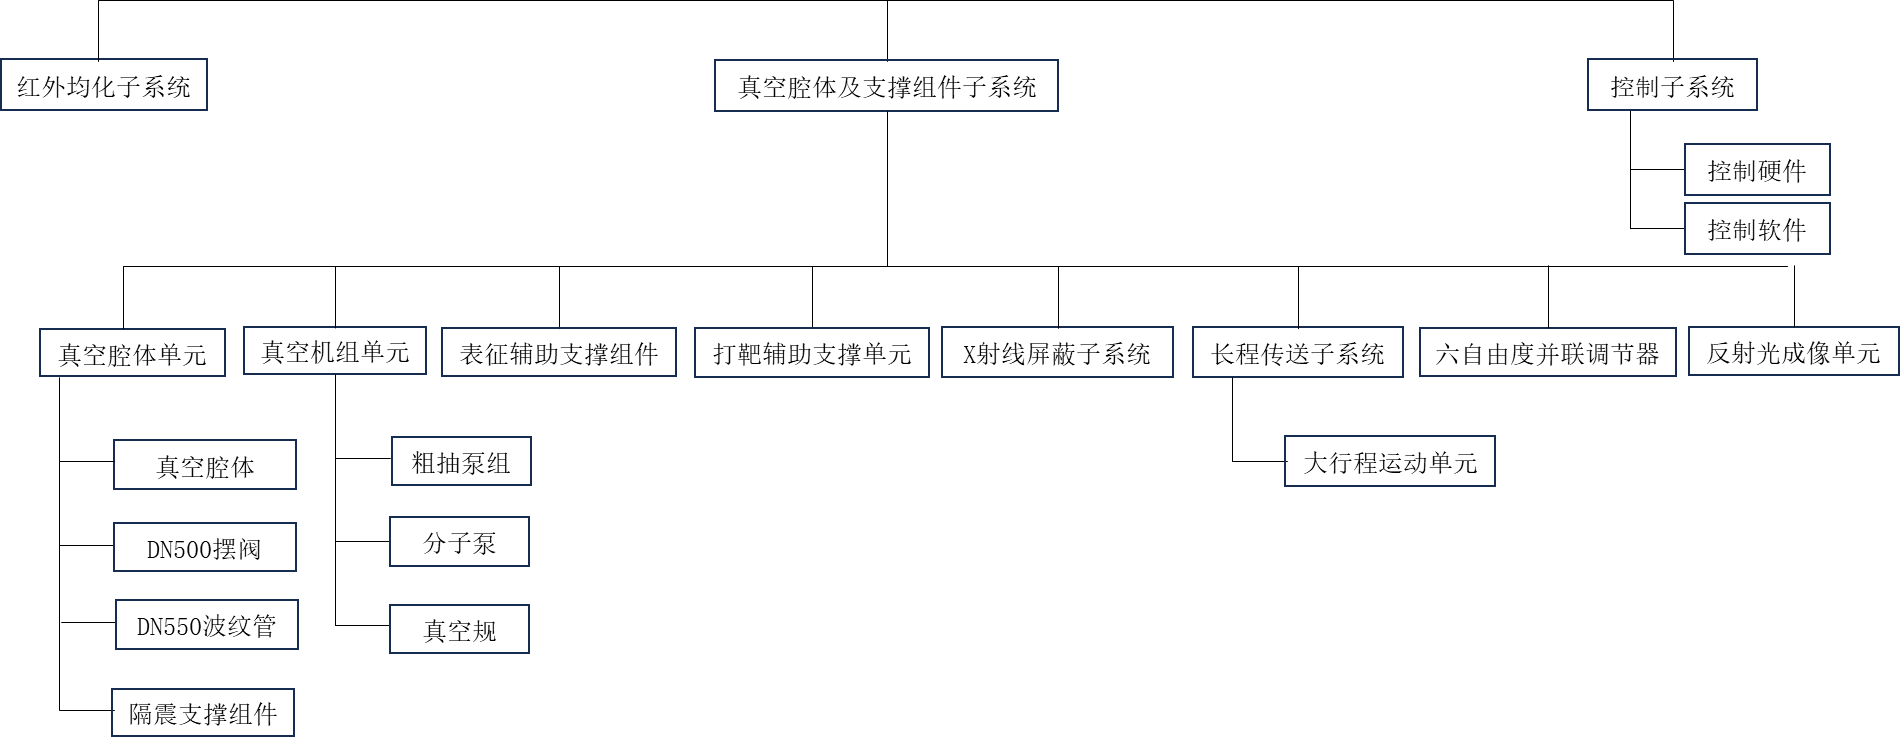 红外均化子系统
真空腔体及支撑组件子系统
控制子系统
控制硬件
控制软件
真空腔体单元
真空机组单元
表征辅助支撑组件
打靶辅助支撑单元
X射线屏蔽子系统
长程传送子系统
六自由度并联调节器
反射光成像单元
真空腔体
DN500摆阀
DN550波纹管
隔震支撑组件
粗抽泵组
分子泵
真空规
大行程运动单元